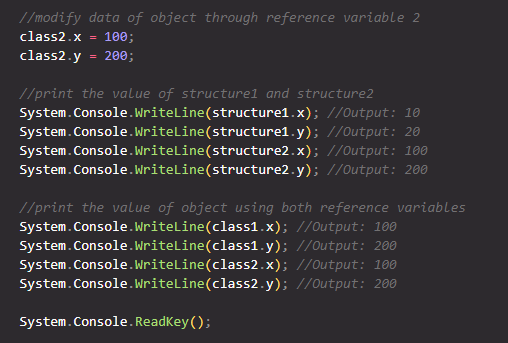 //modify data of object through reference variable 2
class2.x = 100;
class2.y = 200;
//print the value of structure1 and structure2
System.Console.WriteLine(structure1.x); //Output: 10
System.Console.WriteLine(structure1.y); //Output: 20
System.Console.WriteLine(structure2.x); //Output: 100
System.Console.WriteLine(structure2.y); //Output: 200
//print the value of object using both reference variables
System.Console.WriteLine(class1.x); //Output: 100
System.Console.WriteLine(class1.y); //Output: 200
System.Console.WriteLine(class2.x); //Output: 100
System.Console.WriteLine(class2.y); //Output: 200
System.Console.ReadKey();